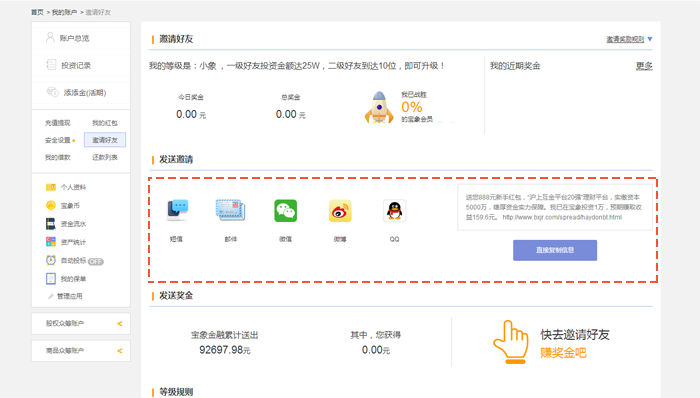 首页 > 我的账户 > 邀请好友
账户总览
投资记录
添添金(活期)
充值提现 我的红包
安全设置 邀请好友
我的借款 还款列表
个人资料
宝象币
资金流水
资产统计
自动投标 OFF
我的保单
管理应用
股权众筹账户 <
商品众筹账户 <
邀请好友 邀请奖励规则 ▼
我的等级是：小象 ，一级好友投资金额达25W，二级好友到达10位，即可升级！
我的近期奖金 更多
今日奖金 总奖金
0.00 元 0.00 元
我已战胜
0%
的宝象会员
发送邀请
短信 邮件 微信 微博 QQ
送您888元新手红包，“沪上互金平台20强”理财平台，实缴资本
5000万，雄厚资金实力保障。我已在宝象投资1万，预期赚取收
益159.6元。 http://www.bxjr.com/spread/haydonbt.html
直接复制信息
发送奖金
宝象金融累计送出 其中，您获得
92697.98元 0.00元
快去邀请好友
赚奖金吧
等级规则